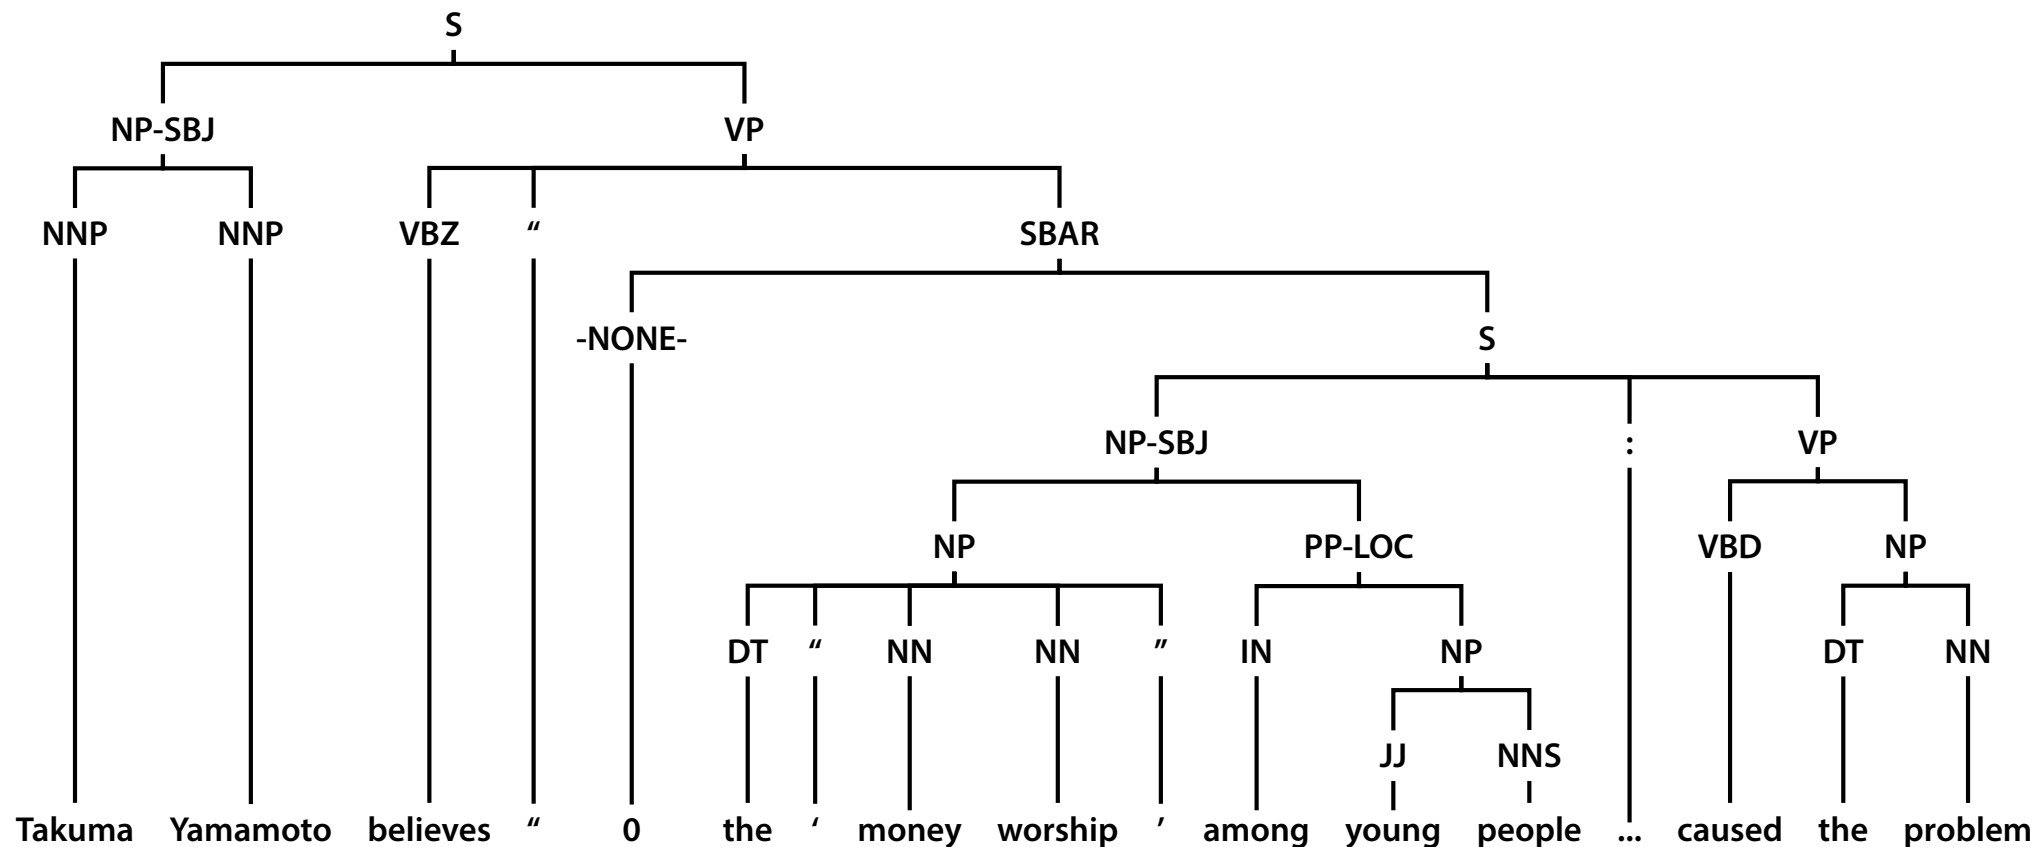 S
NP-SBJ VP
NNP NNP VBZ “ SBAR
-NONE- S
NP-SBJ : VP
NP PP-LOC VBD NP
DT “ NN NN ” IN NP DT NN
JJ NNS
Takuma Yamamoto believes “ 0 the ‘ money worship ’ among young people ... caused the problem